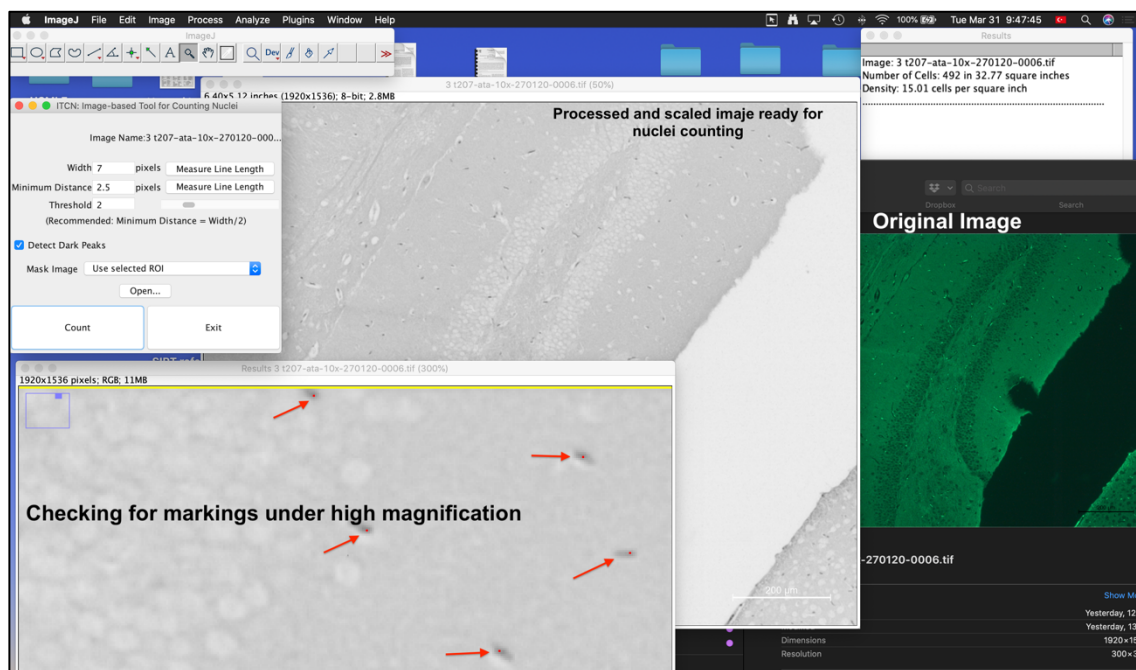 ImageJ File Edit Image Process Analyze Plugins Window Help
100% Tue Mar 31 9:47:45
ImageJ
Dev
Results
Image: 3 t207-ata-10x-270120-0006.tif
Number of Cells: 492 in 32.77 square inches
Density: 15.01 cells per square inch
3 t207-ata-10x-270120-0006.tif (50%)
6.40x5.12 inches (1920x1536); 8-bit; 2.8MB
Processed and scaled imaje ready for
nuclei counting
200 µm
ITCN: Image-based Tool for Counting Nuclei
Image Name:3 t207-ata-10x-270120-000...
Width 7 pixels Measure Line Length
Minimum Distance 2.5 pixels Measure Line Length
Threshold 2
(Recommended: Minimum Distance = Width/2)
Detect Dark Peaks
Mask Image Use selected ROI
Open...
Count Exit
Search
Dropbox Search
Original Image
Results 3 t207-ata-10x-270120-0006.tif (300%)
1920x1536 pixels; RGB; 11MB
Checking for markings under high magnification
-270120-0006.tif
Show M
Yesterday, 12
Yesterday, 13
Dimensions 1920×15
Resolution 300×3